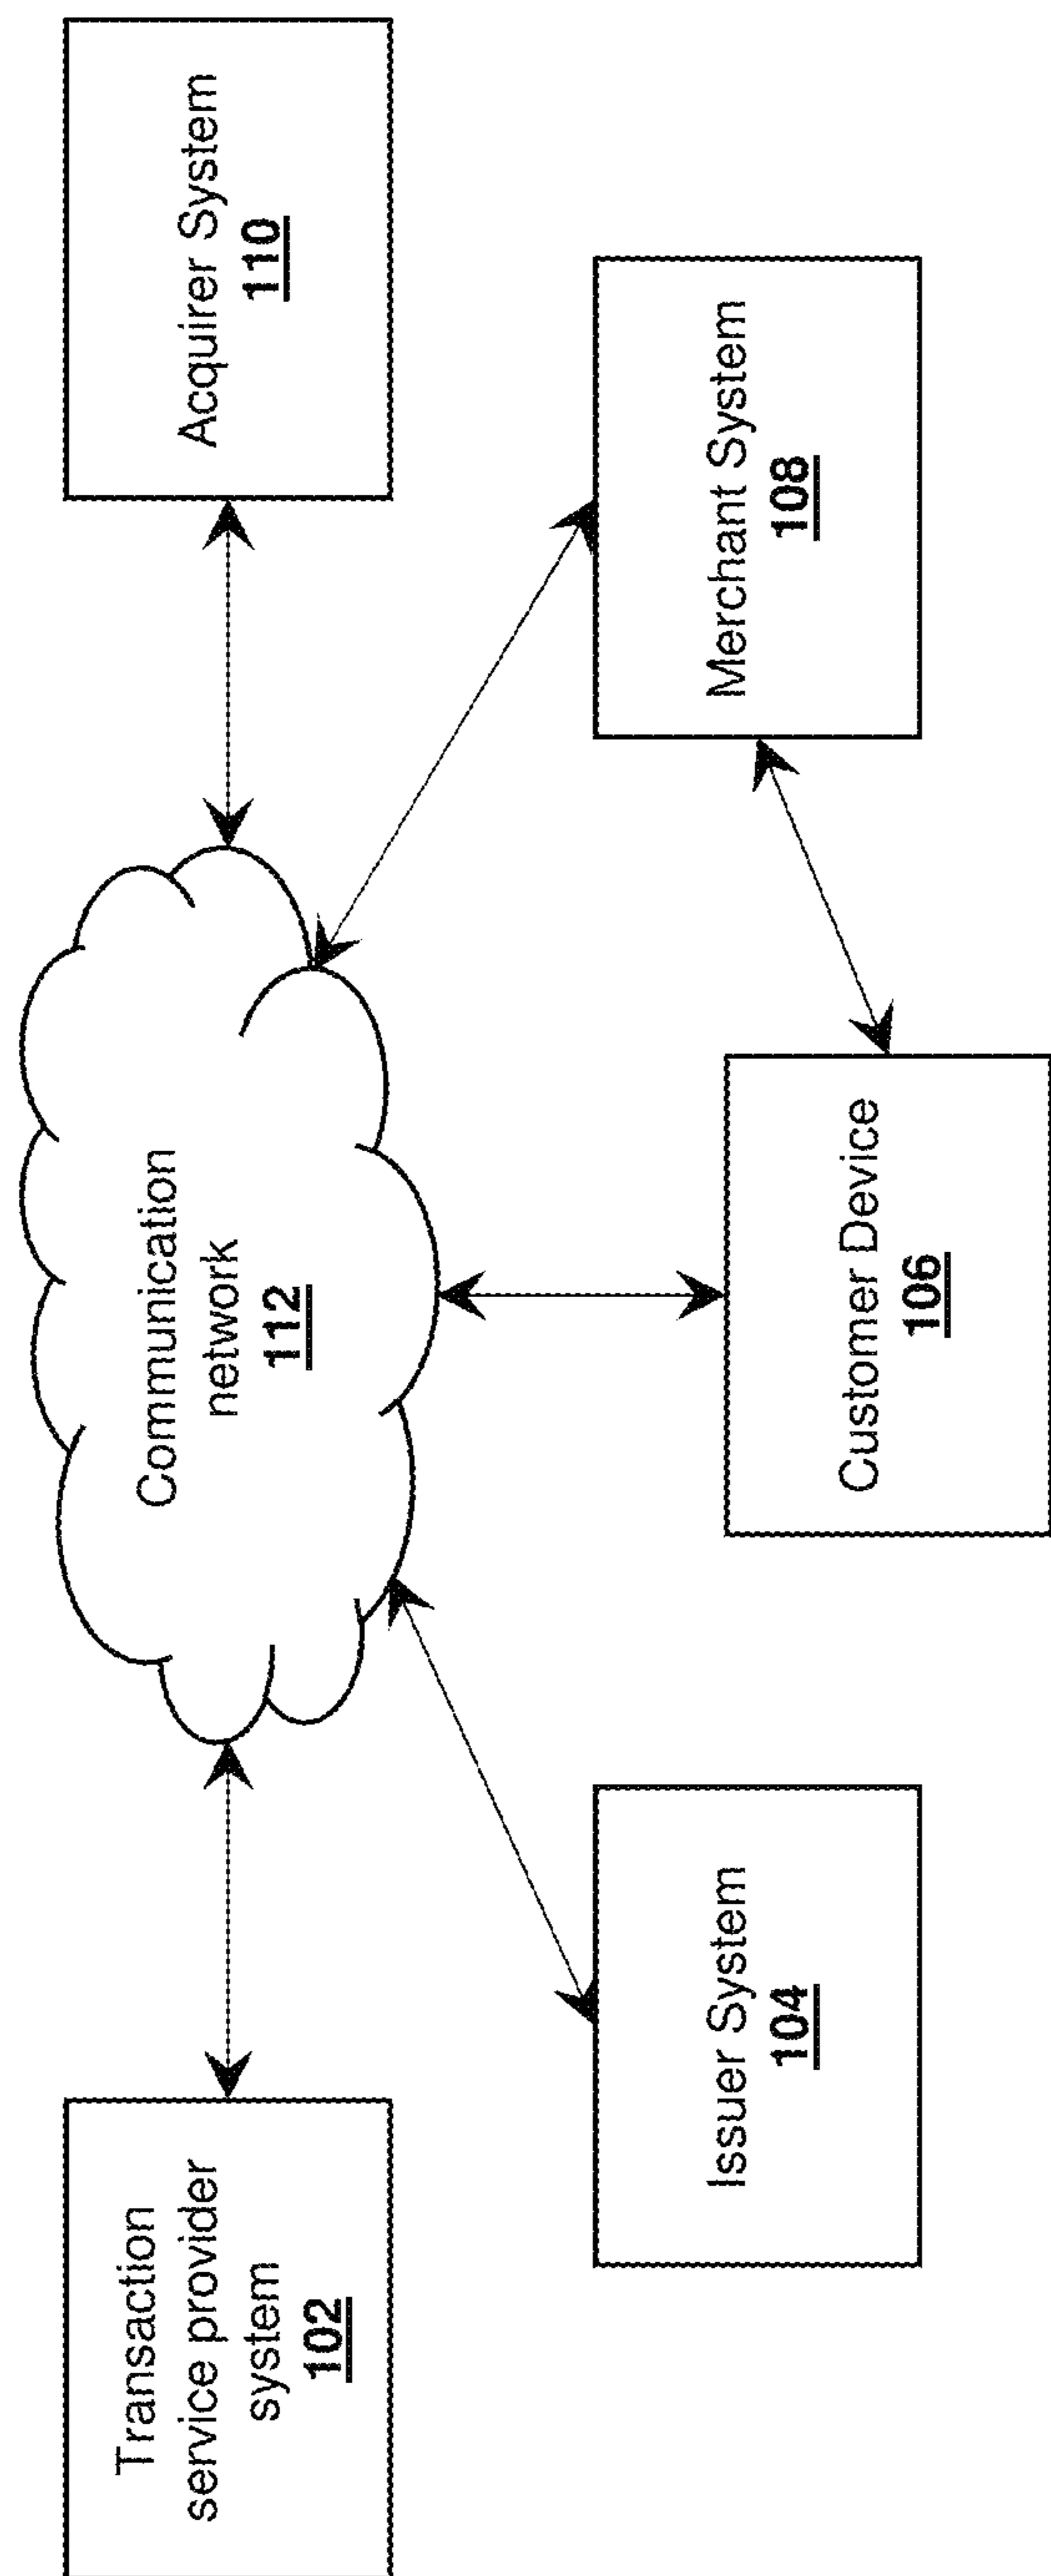 Transaction
service provider
system
102
Communication
network
112
Acquirer System
110
Issuer System
104
Customer Device
106
Merchant System
108